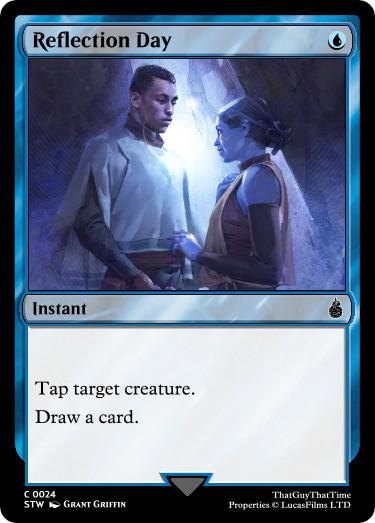 Reflection Day
Instant
Tap target creature.
Draw a card.
C 0024
STW Grant Griffin
ThatGuyThatTime
Properties © LucasFilms LTD